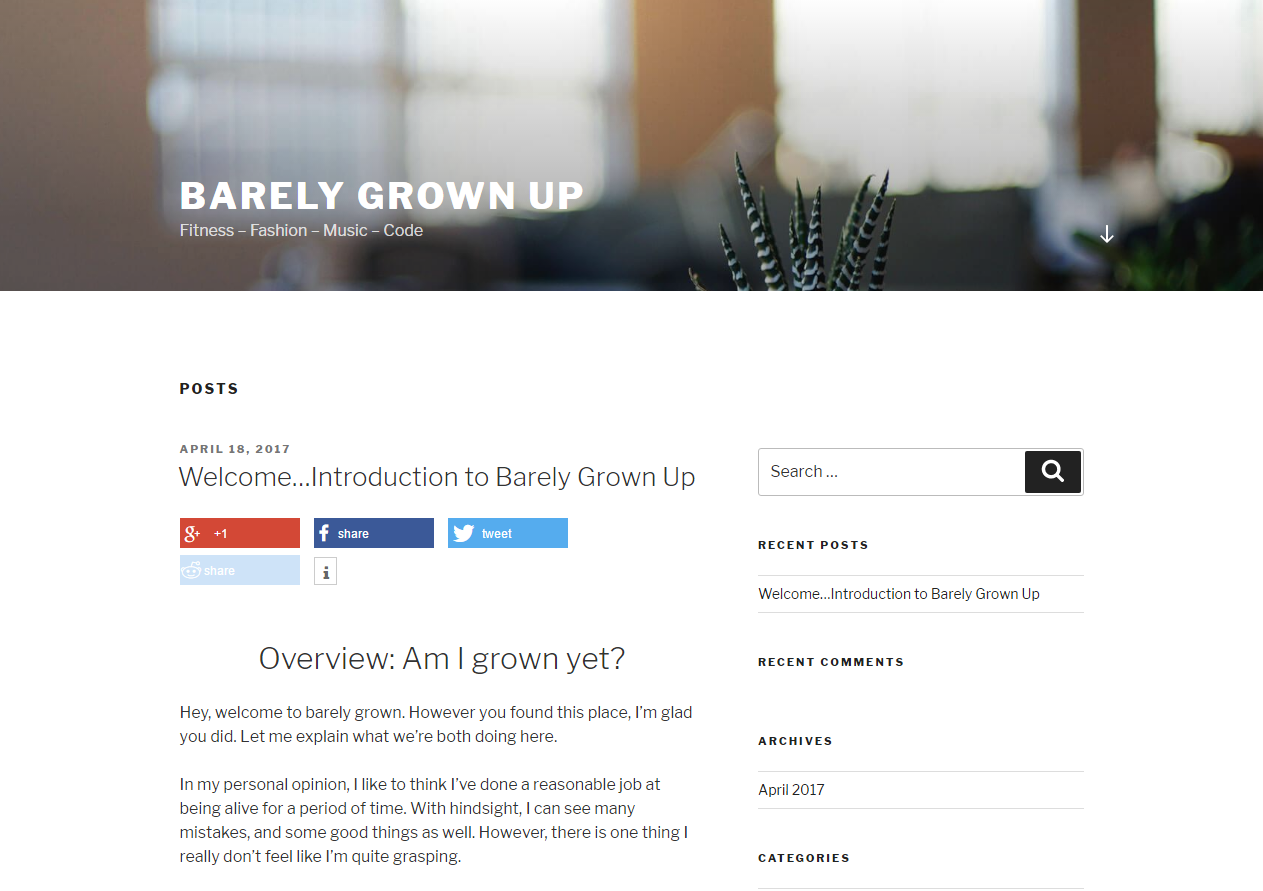 BARELY GROWN UP
Fitness – Fashion – Music – Code
POSTS
APRIL 18, 2017
Welcome…Introduction to Barely Grown Up
g+ +1
f share
tweet
share
i
Overview: Am I grown yet?
Hey, welcome to barely grown. However you found this place, I’m glad
you did. Let me explain what we’re both doing here.
In my personal opinion, I like to think I’ve done a reasonable job at
being alive for a period of time. With hindsight, I can see many
mistakes, and some good things as well. However, there is one thing I
really don’t feel like I’m quite grasping.
Search …
RECENT POSTS
Welcome…Introduction to Barely Grown Up
RECENT COMMENTS
ARCHIVES
April 2017
CATEGORIES